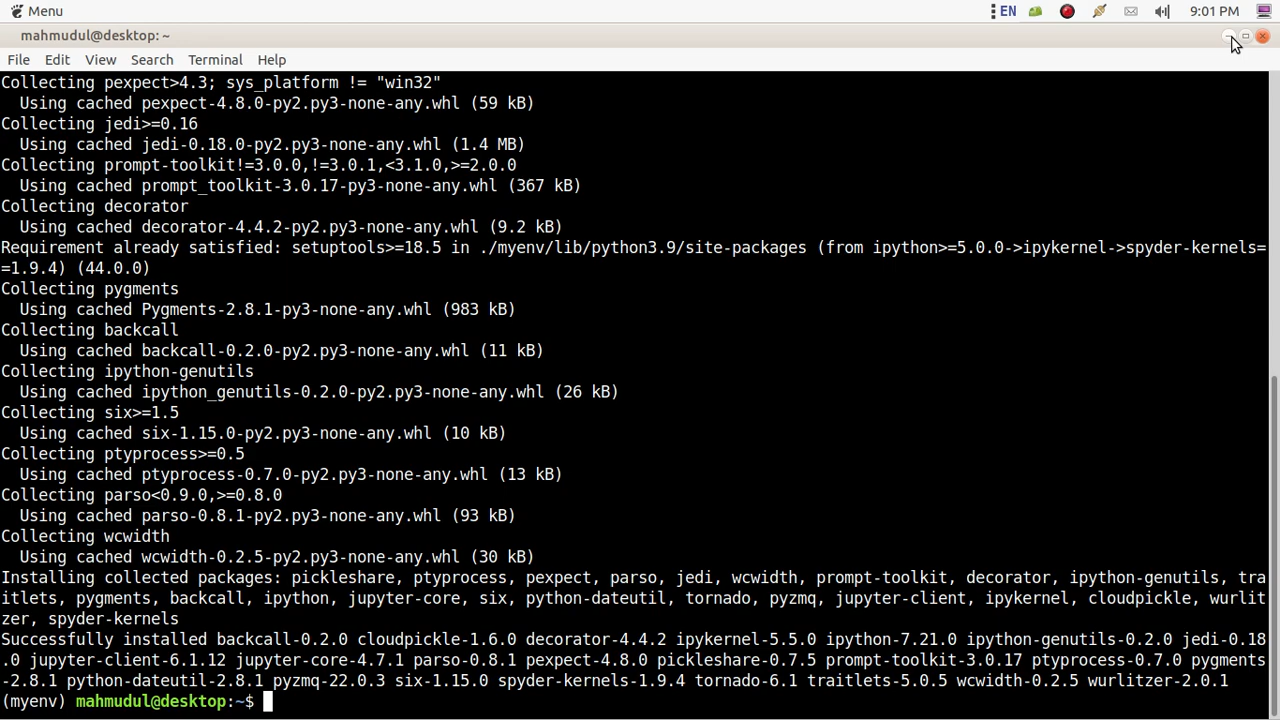 Menu
EN
9:01 PM
mahmudul@desktop: ~
File Edit View Search Terminal Help
Collecting pexpect>4.3; sys_platform != "win32"
  Using cached pexpect-4.8.0-py2.py3-none-any.whl (59 kB)
Collecting jedi>=0.16
  Using cached jedi-0.18.0-py2.py3-none-any.whl (1.4 MB)
Collecting prompt-toolkit!=3.0.0,!=3.0.1,<3.1.0,>=2.0.0
  Using cached prompt_toolkit-3.0.17-py3-none-any.whl (367 kB)
Collecting decorator
  Using cached decorator-4.4.2-py2.py3-none-any.whl (9.2 kB)
Requirement already satisfied: setuptools>=18.5 in ./myenv/lib/python3.9/site-packages (from ipython>=5.0.0->ipykernel->spyder-kernels=
=1.9.4) (44.0.0)
Collecting pygments
  Using cached Pygments-2.8.1-py3-none-any.whl (983 kB)
Collecting backcall
  Using cached backcall-0.2.0-py2.py3-none-any.whl (11 kB)
Collecting ipython-genutils
  Using cached ipython_genutils-0.2.0-py2.py3-none-any.whl (26 kB)
Collecting six>=1.5
  Using cached six-1.15.0-py2.py3-none-any.whl (10 kB)
Collecting ptyprocess>=0.5
  Using cached ptyprocess-0.7.0-py2.py3-none-any.whl (13 kB)
Collecting parso<0.9.0,>=0.8.0
  Using cached parso-0.8.1-py2.py3-none-any.whl (93 kB)
Collecting wcwidth
  Using cached wcwidth-0.2.5-py2.py3-none-any.whl (30 kB)
Installing collected packages: pickleshare, ptyprocess, pexpect, parso, jedi, wcwidth, prompt-toolkit, decorator, ipython-genutils, tra
itlets, pygments, backcall, ipython, jupyter-core, six, python-dateutil, tornado, pyzmq, jupyter-client, ipykernel, cloudpickle, wurlit
zer, spyder-kernels
Successfully installed backcall-0.2.0 cloudpickle-1.6.0 decorator-4.4.2 ipykernel-5.5.0 ipython-7.21.0 ipython-genutils-0.2.0 jedi-0.18
.0 jupyter-client-6.1.12 jupyter-core-4.7.1 parso-0.8.1 pexpect-4.8.0 pickleshare-0.7.5 prompt-toolkit-3.0.17 ptyprocess-0.7.0 pygments
-2.8.1 python-dateutil-2.8.1 pyzmq-22.0.3 six-1.15.0 spyder-kernels-1.9.4 tornado-6.1 traitlets-5.0.5 wcwidth-0.2.5 wurlitzer-2.0.1
(myenv) mahmudul@desktop:~$